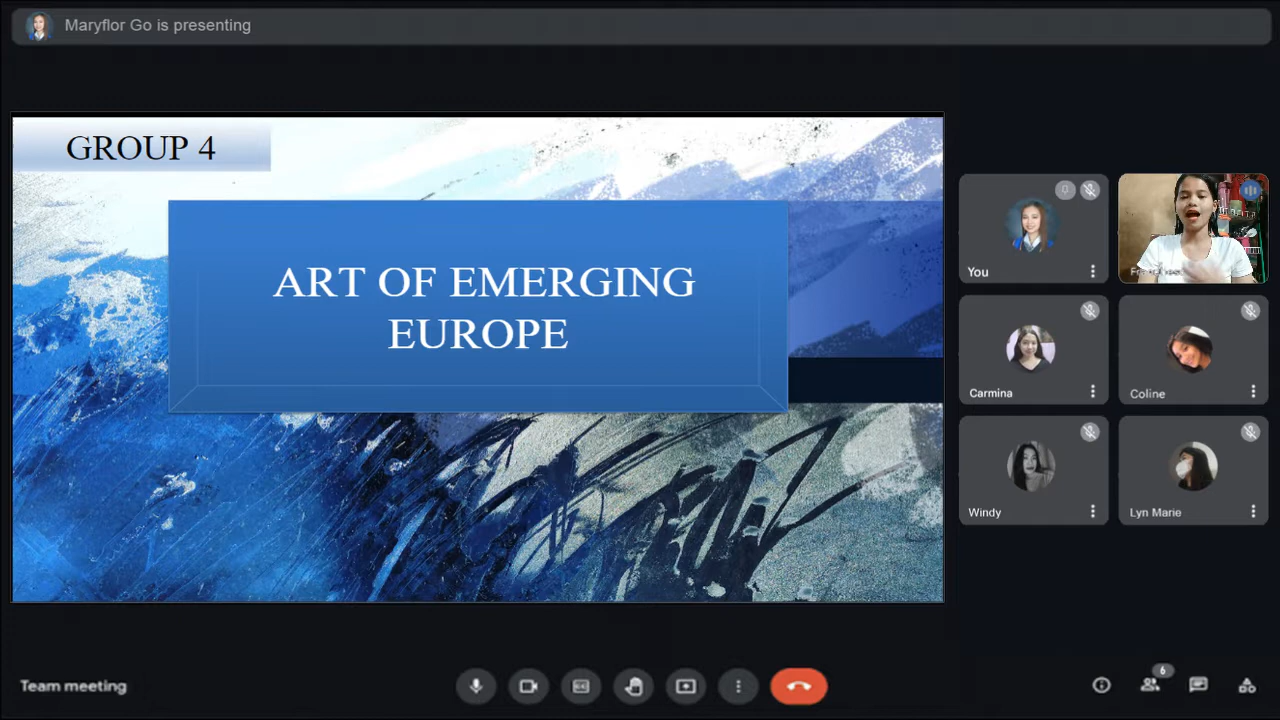 Maryflor Go is presenting
GROUP 4
ART OF EMERGING
EUROPE
You
Carmina
Coline
Windy
Lyn Marie
Team meeting
6